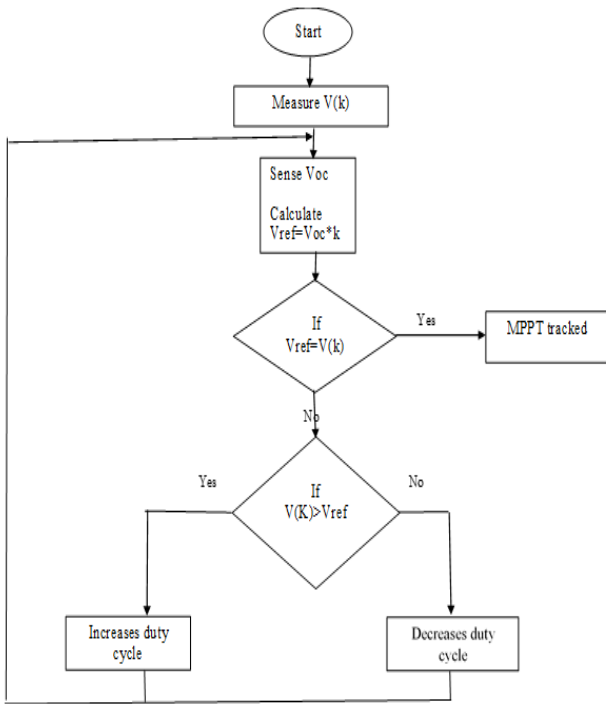 Start
Measure V(k)
Sense Voc
Calculate
Vref=Voc*k
If
Vref=V(k)
Yes
MPPT tracked
No
If
V(K)>Vref
Yes
No
Increases duty
cycle
Decreases duty
cycle